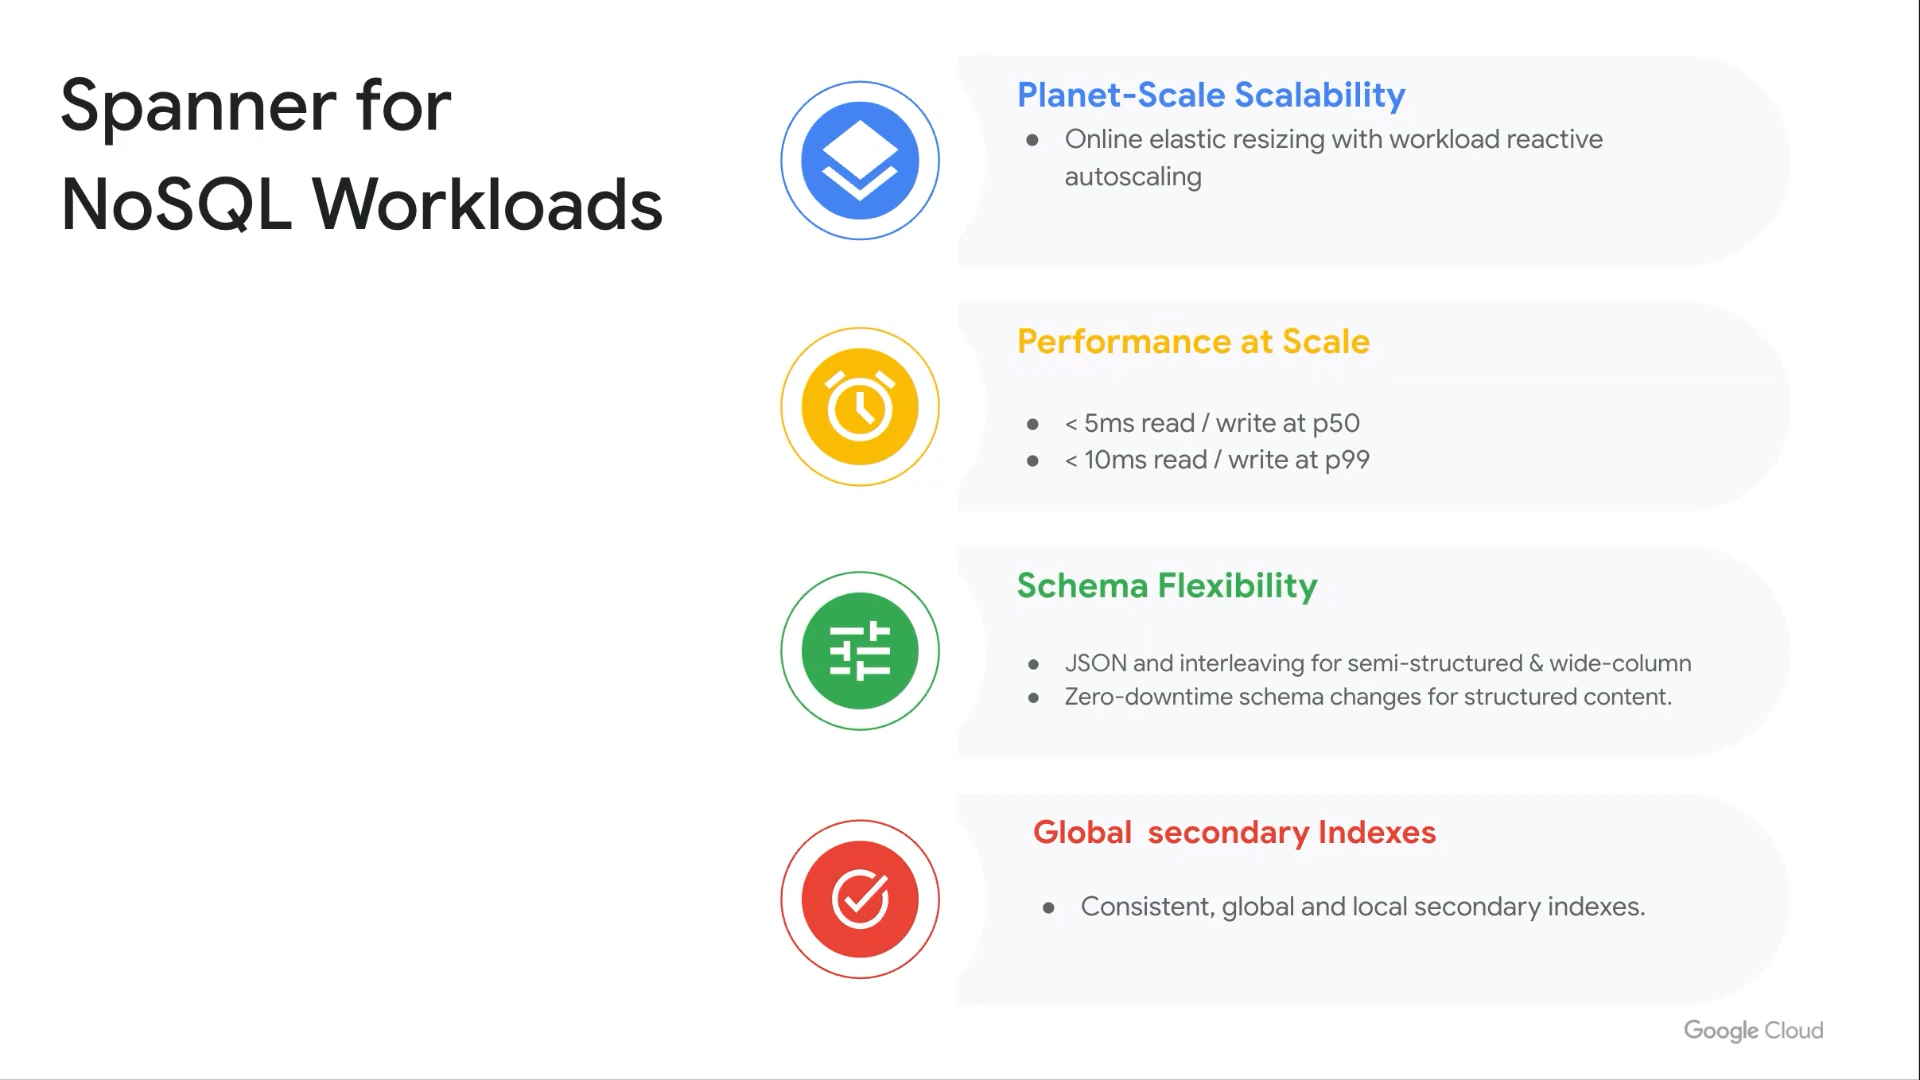 Spanner for
NoSQL Workloads
Planet-Scale Scalability
● Online elastic resizing with workload reactive
autoscaling
Performance at Scale
● < 5ms read / write at p50
● < 10ms read / write at p99
Schema Flexibility
● JSON and interleaving for semi-structured & wide-column
● Zero-downtime schema changes for structured content.
Global  secondary Indexes
● Consistent, global and local secondary indexes.
Google Cloud